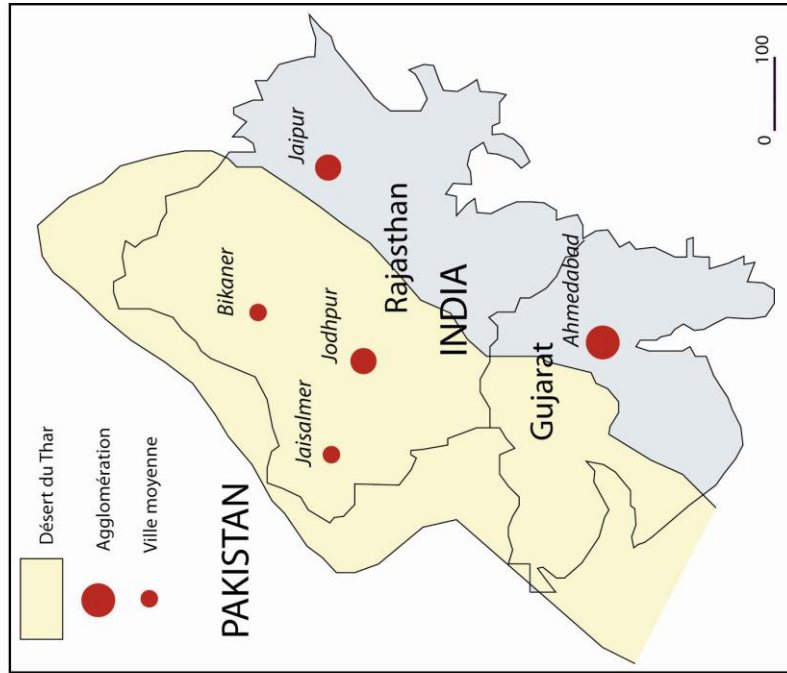 Désert du Thar
Agglomération
Ville moyenne
PAKISTAN
Bikaner
Jaipur
Jaisalmer
Jodhpur
Rajasthan
INDIA
Gujarat
Ahmedabad
0 100